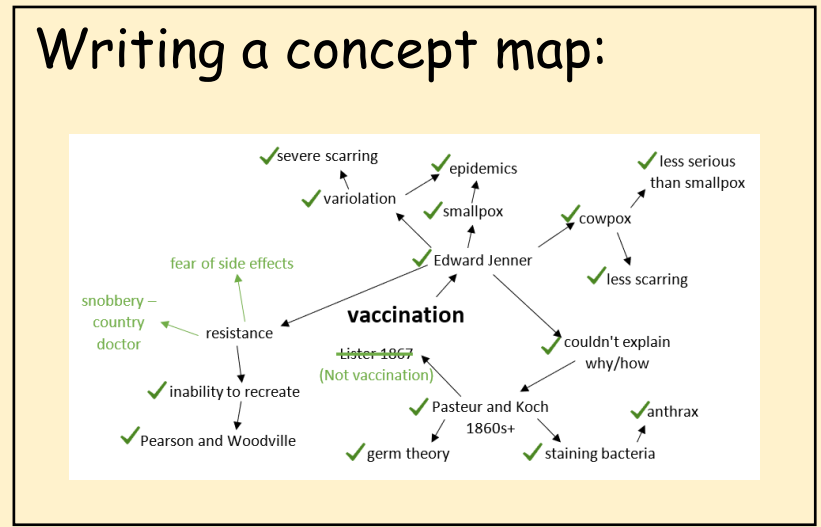 Writing a concept map:
severe scarring
epidemics
less serious
than smallpox
variolation
smallpox
cowpox
Edward Jenner
fear of side effects
less scarring
snobbery –
country
doctor
vaccination
resistance
couldn't explain
why/how
Lister 1867
(Not vaccination)
inability to recreate
Pasteur and Koch
1860s+
anthrax
Pearson and Woodville
germ theory
staining bacteria